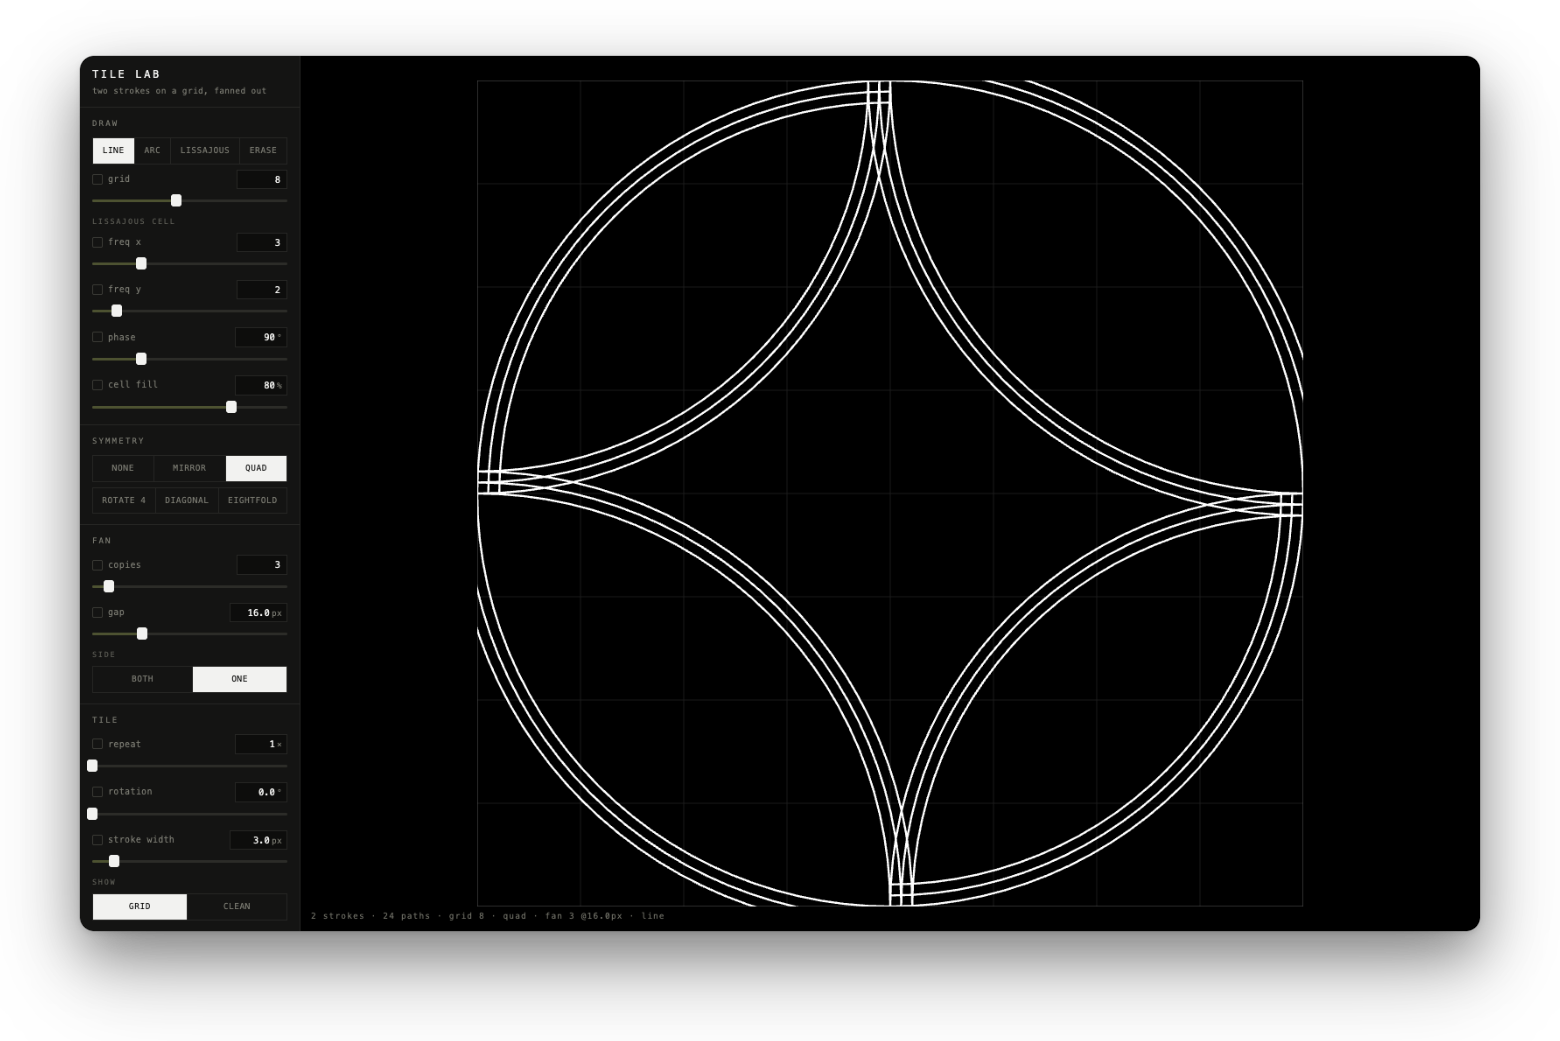 TILE LAB
two strokes on a grid, fanned out
DRAW
LINE ARC LISSAJOUS ERASE
grid 8
LISSAJOUS CELL
freq x 3
freq y 2
phase 90°
cell fill 80%
SYMMETRY
NONE MIRROR QUAD
ROTATE 4 DIAGONAL EIGHTFOLD
FAN
copies 3
gap 16.0px
SIDE
BOTH ONE
TILE
repeat 1×
rotation 0.0°
stroke width 3.0px
SHOW
GRID CLEAN
2 strokes · 24 paths · grid 8 · quad · fan 3 @16.0px · line